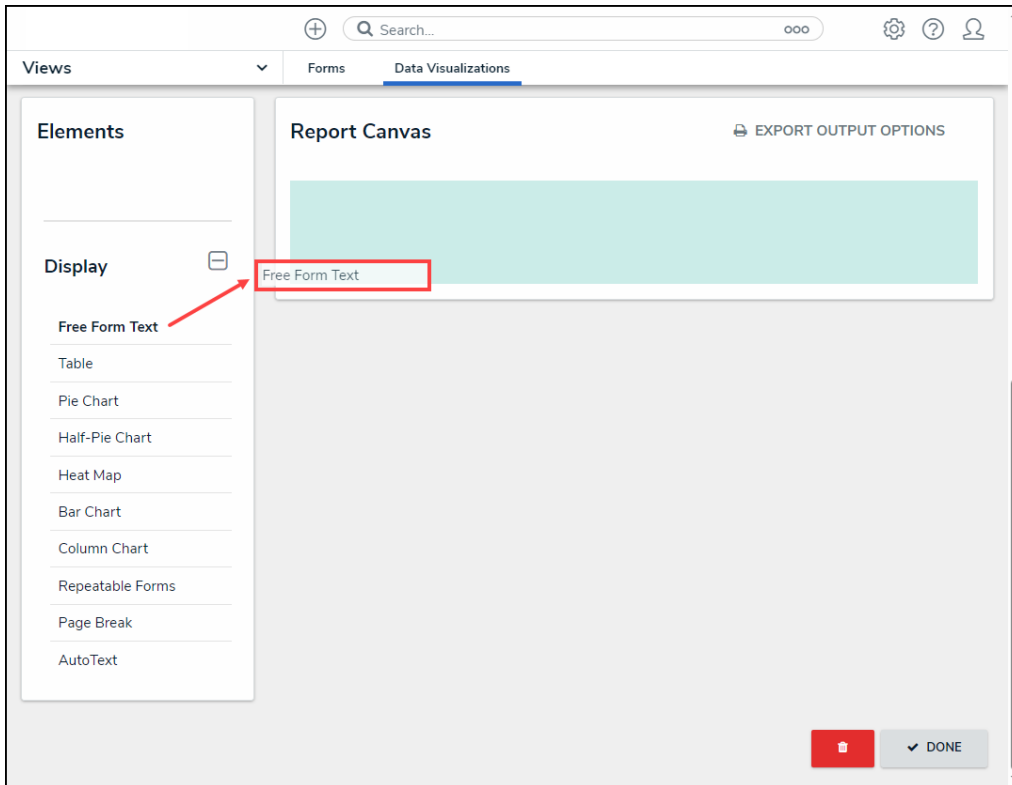 Search...
ooo
Views
Forms
Data Visualizations
Elements
Report Canvas
EXPORT OUTPUT OPTIONS
Display
Free Form Text
Free Form Text
Table
Pie Chart
Half-Pie Chart
Heat Map
Bar Chart
Column Chart
Repeatable Forms
Page Break
AutoText
DONE